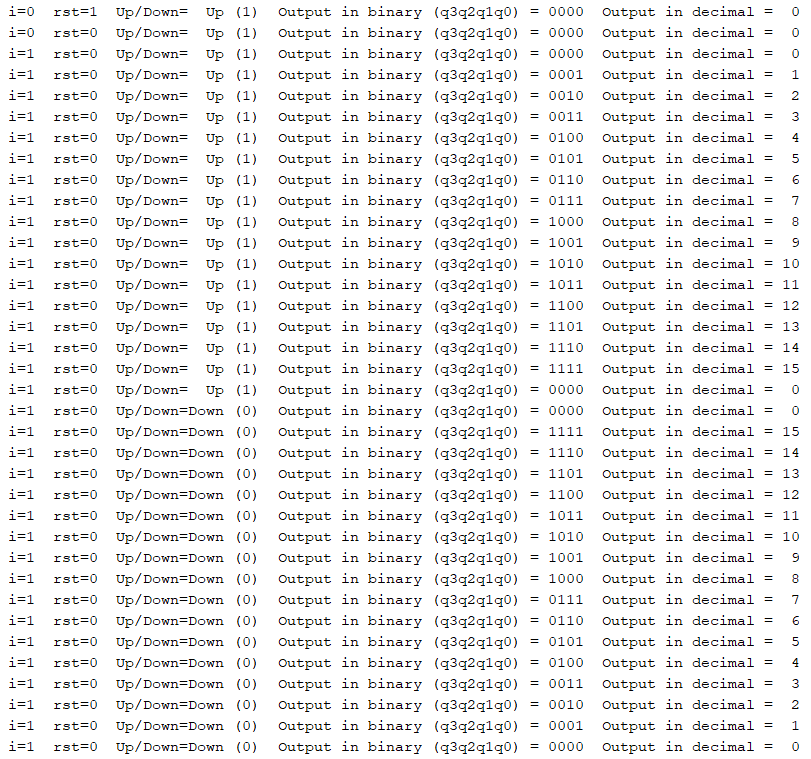 i=0  rst=1  Up/Down=  Up (1)  Output in binary (q3q2q1q0) = 0000  Output in decimal =  0
i=0  rst=0  Up/Down=  Up (1)  Output in binary (q3q2q1q0) = 0000  Output in decimal =  0
i=1  rst=0  Up/Down=  Up (1)  Output in binary (q3q2q1q0) = 0000  Output in decimal =  0
i=1  rst=0  Up/Down=  Up (1)  Output in binary (q3q2q1q0) = 0001  Output in decimal =  1
i=1  rst=0  Up/Down=  Up (1)  Output in binary (q3q2q1q0) = 0010  Output in decimal =  2
i=1  rst=0  Up/Down=  Up (1)  Output in binary (q3q2q1q0) = 0011  Output in decimal =  3
i=1  rst=0  Up/Down=  Up (1)  Output in binary (q3q2q1q0) = 0100  Output in decimal =  4
i=1  rst=0  Up/Down=  Up (1)  Output in binary (q3q2q1q0) = 0101  Output in decimal =  5
i=1  rst=0  Up/Down=  Up (1)  Output in binary (q3q2q1q0) = 0110  Output in decimal =  6
i=1  rst=0  Up/Down=  Up (1)  Output in binary (q3q2q1q0) = 0111  Output in decimal =  7
i=1  rst=0  Up/Down=  Up (1)  Output in binary (q3q2q1q0) = 1000  Output in decimal =  8
i=1  rst=0  Up/Down=  Up (1)  Output in binary (q3q2q1q0) = 1001  Output in decimal =  9
i=1  rst=0  Up/Down=  Up (1)  Output in binary (q3q2q1q0) = 1010  Output in decimal = 10
i=1  rst=0  Up/Down=  Up (1)  Output in binary (q3q2q1q0) = 1011  Output in decimal = 11
i=1  rst=0  Up/Down=  Up (1)  Output in binary (q3q2q1q0) = 1100  Output in decimal = 12
i=1  rst=0  Up/Down=  Up (1)  Output in binary (q3q2q1q0) = 1101  Output in decimal = 13
i=1  rst=0  Up/Down=  Up (1)  Output in binary (q3q2q1q0) = 1110  Output in decimal = 14
i=1  rst=0  Up/Down=  Up (1)  Output in binary (q3q2q1q0) = 1111  Output in decimal = 15
i=1  rst=0  Up/Down=  Up (1)  Output in binary (q3q2q1q0) = 0000  Output in decimal =  0
i=1  rst=0  Up/Down=Down (0)  Output in binary (q3q2q1q0) = 0000  Output in decimal =  0
i=1  rst=0  Up/Down=Down (0)  Output in binary (q3q2q1q0) = 1111  Output in decimal = 15
i=1  rst=0  Up/Down=Down (0)  Output in binary (q3q2q1q0) = 1110  Output in decimal = 14
i=1  rst=0  Up/Down=Down (0)  Output in binary (q3q2q1q0) = 1101  Output in decimal = 13
i=1  rst=0  Up/Down=Down (0)  Output in binary (q3q2q1q0) = 1100  Output in decimal = 12
i=1  rst=0  Up/Down=Down (0)  Output in binary (q3q2q1q0) = 1011  Output in decimal = 11
i=1  rst=0  Up/Down=Down (0)  Output in binary (q3q2q1q0) = 1010  Output in decimal = 10
i=1  rst=0  Up/Down=Down (0)  Output in binary (q3q2q1q0) = 1001  Output in decimal =  9
i=1  rst=0  Up/Down=Down (0)  Output in binary (q3q2q1q0) = 1000  Output in decimal =  8
i=1  rst=0  Up/Down=Down (0)  Output in binary (q3q2q1q0) = 0111  Output in decimal =  7
i=1  rst=0  Up/Down=Down (0)  Output in binary (q3q2q1q0) = 0110  Output in decimal =  6
i=1  rst=0  Up/Down=Down (0)  Output in binary (q3q2q1q0) = 0101  Output in decimal =  5
i=1  rst=0  Up/Down=Down (0)  Output in binary (q3q2q1q0) = 0100  Output in decimal =  4
i=1  rst=0  Up/Down=Down (0)  Output in binary (q3q2q1q0) = 0011  Output in decimal =  3
i=1  rst=0  Up/Down=Down (0)  Output in binary (q3q2q1q0) = 0010  Output in decimal =  2
i=1  rst=0  Up/Down=Down (0)  Output in binary (q3q2q1q0) = 0001  Output in decimal =  1
i=1  rst=0  Up/Down=Down (0)  Output in binary (q3q2q1q0) = 0000  Output in decimal =  0